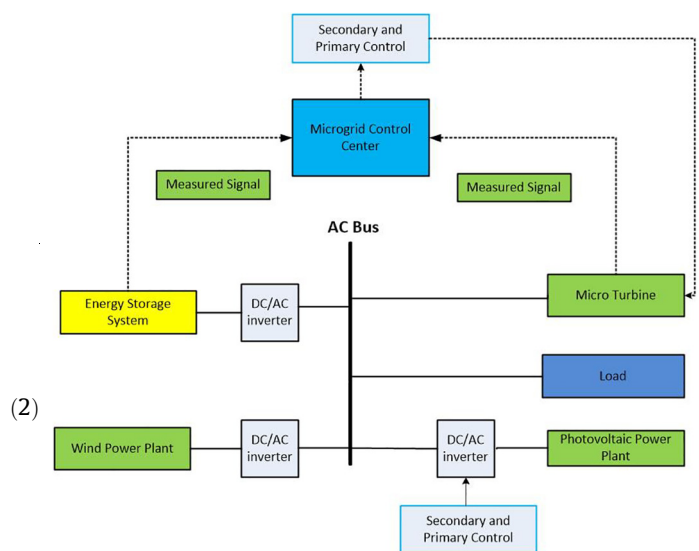 Secondary and
Primary Control
Microgrid Control
Center
Measured Signal
Measured Signal
AC Bus
Energy Storage
System
DC/AC
inverter
Micro Turbine
Load
(2)
Wind Power Plant
DC/AC
inverter
DC/AC
inverter
Photovoltaic Power
Plant
Secondary and
Primary Control